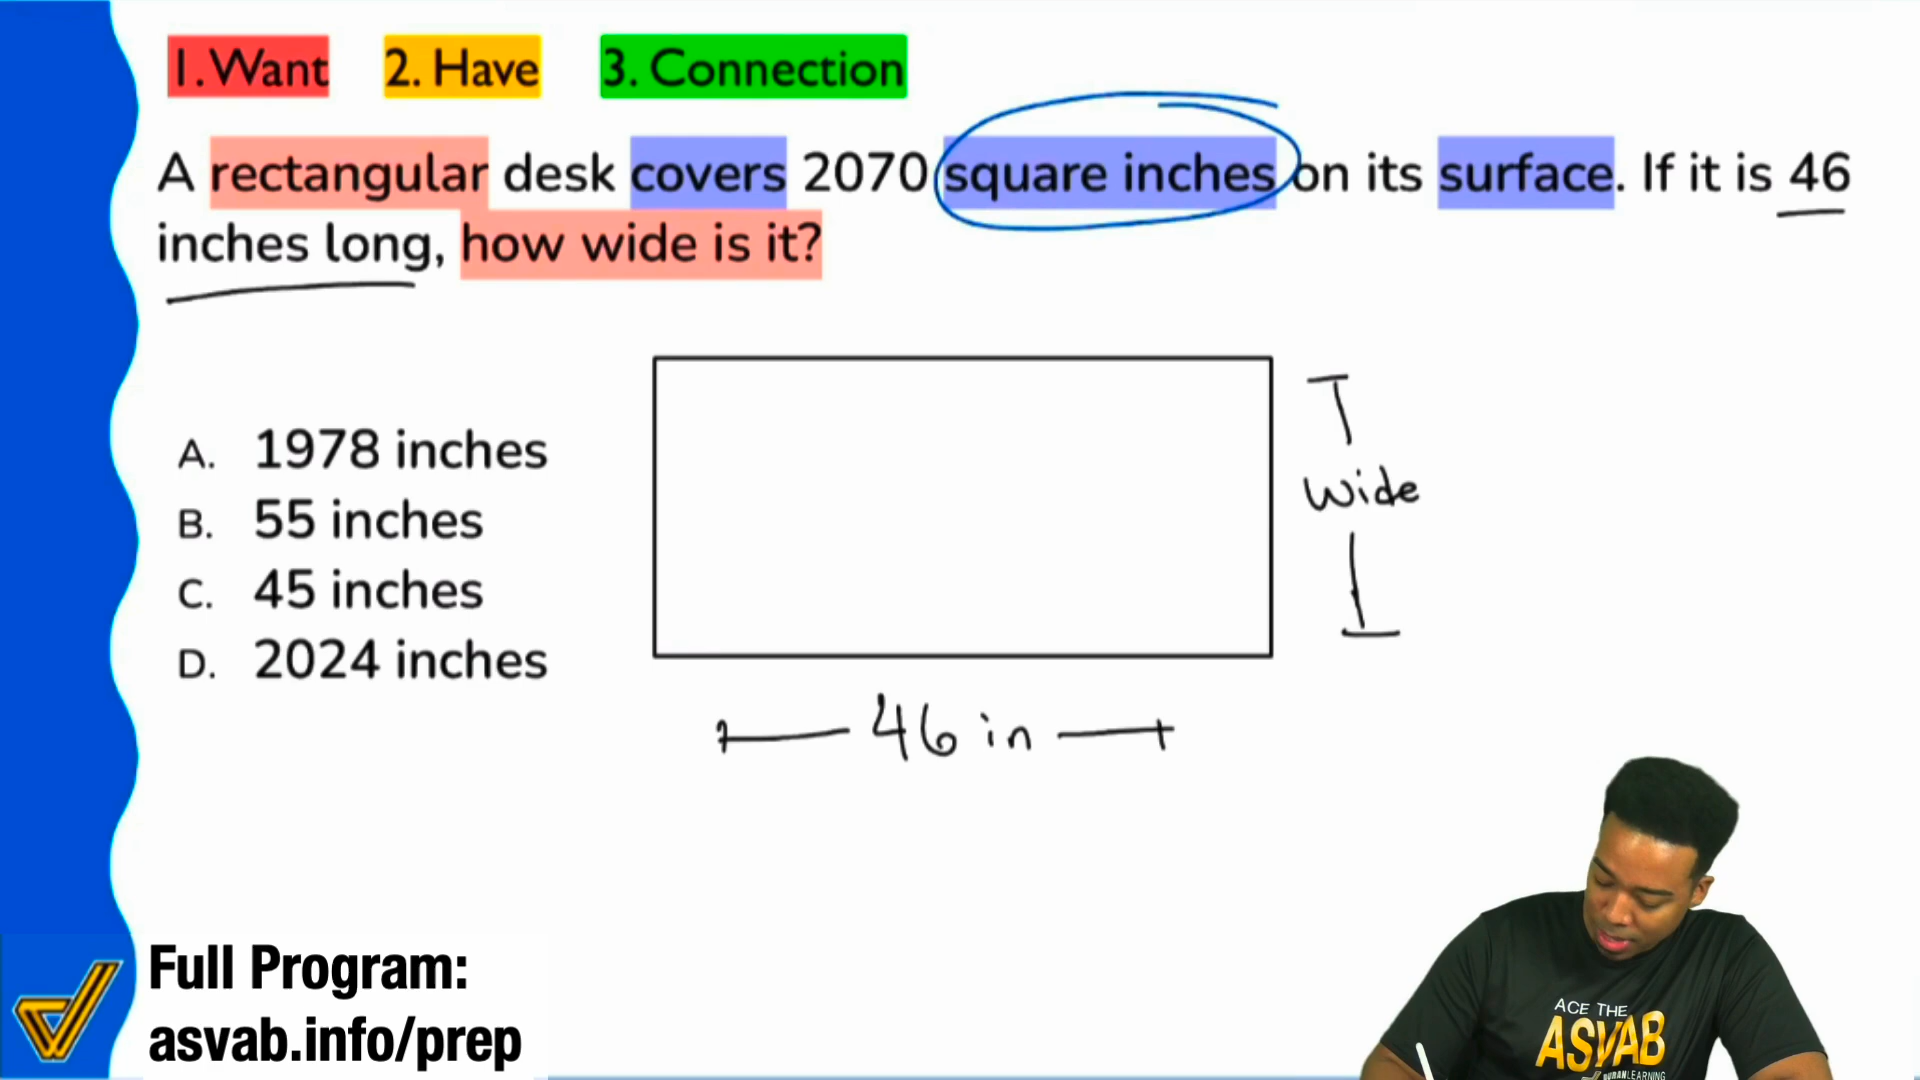 1. Want 2. Have 3. Connection
A rectangular desk covers 2070 square inches on its surface. If it is 46
inches long, how wide is it?
A. 1978 inches
B. 55 inches
C. 45 inches
D. 2024 inches
Wide
46 in
Full Program:
asvab.info/prep
ACE THE
ASVAB
HUMAN LEARNING